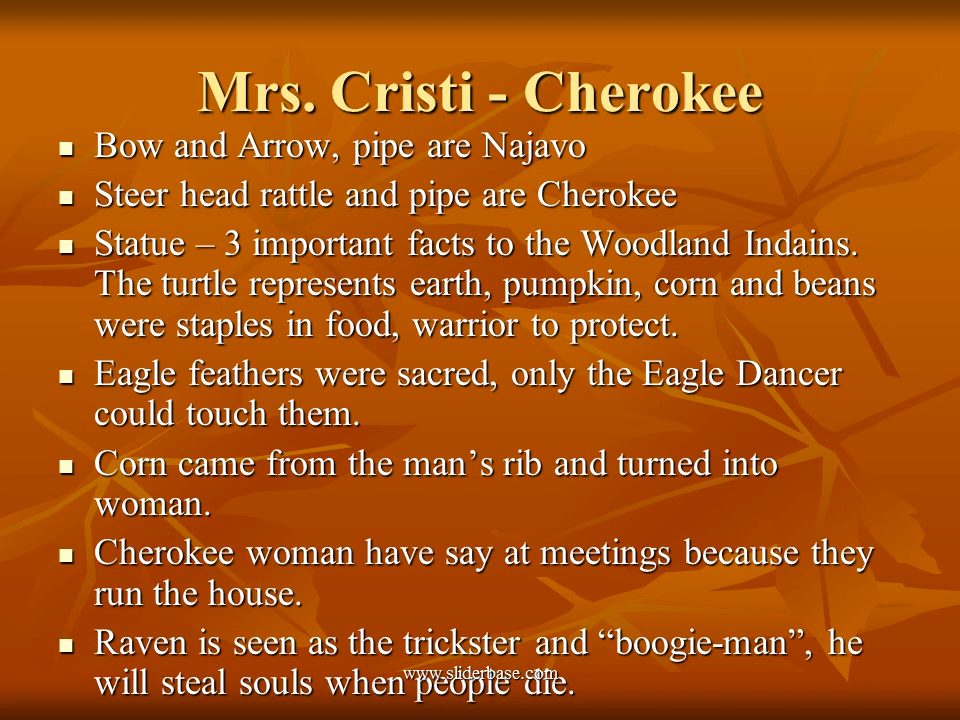 Mrs. Cristi - Cherokee
Bow and Arrow, pipe are Najavo
Steer head rattle and pipe are Cherokee
Statue – 3 important facts to the Woodland Indains.
The turtle represents earth, pumpkin, corn and beans
were staples in food, warrior to protect.
Eagle feathers were sacred, only the Eagle Dancer
could touch them.
Corn came from the man’s rib and turned into
woman.
Cherokee woman have say at meetings because they
run the house.
Raven is seen as the trickster and “boogie-man”, he
will steal souls when people die.
www.sliderbase.com